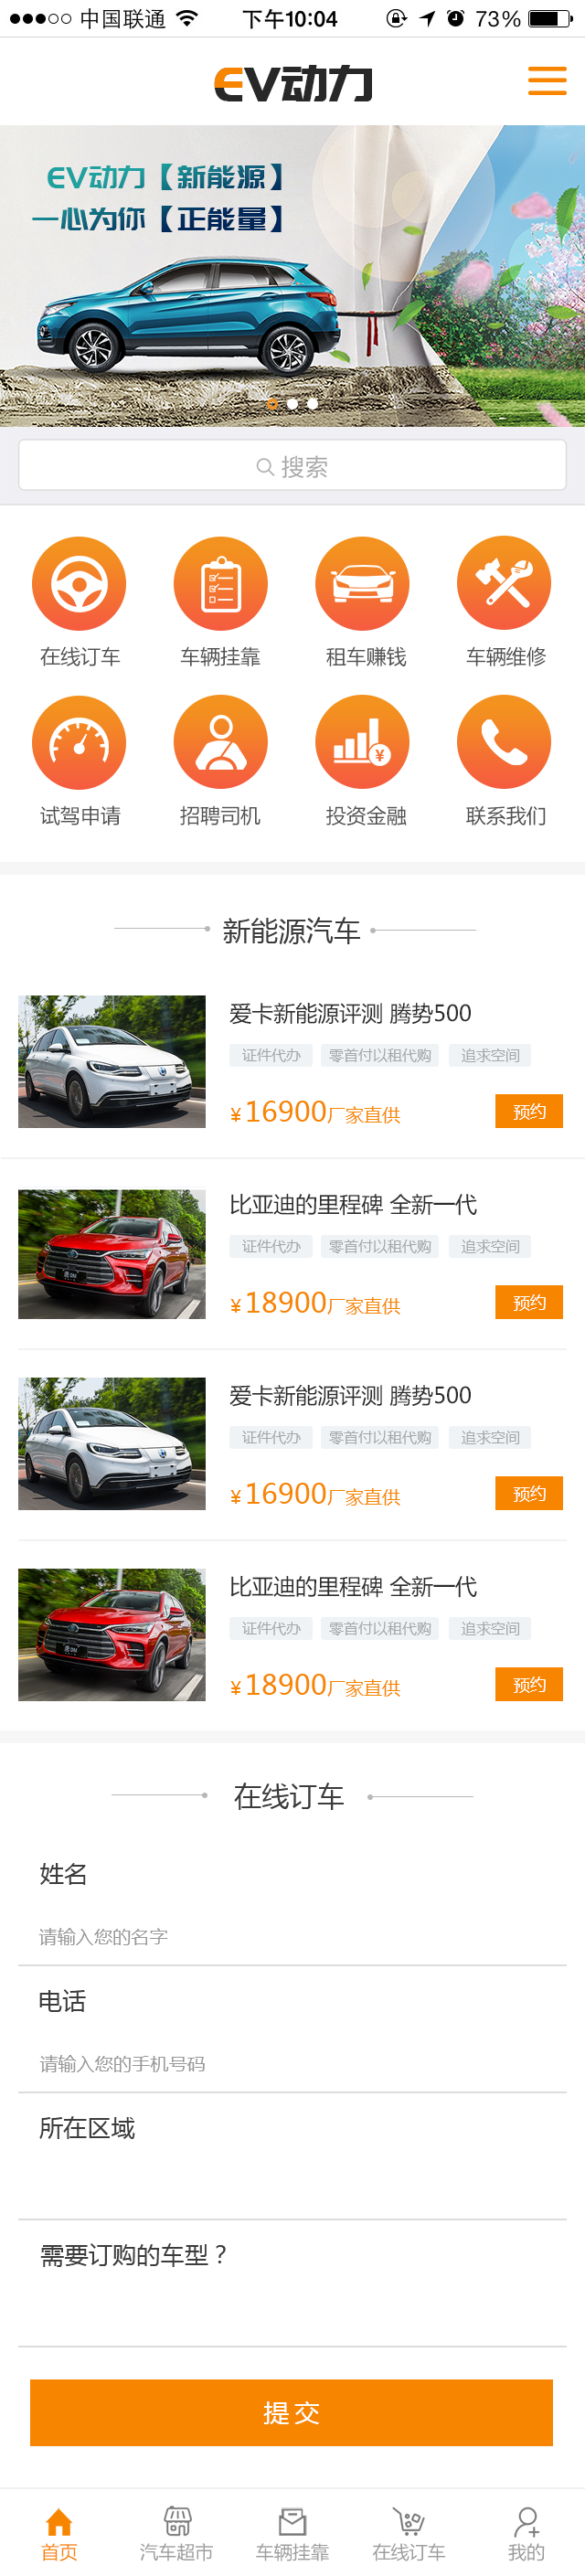 中国联通 下午10:04 73%
EV动力
EV动力【新能源】
一心为你【正能量】
搜索
在线订车 车辆挂靠 租车赚钱 车辆维修
试驾申请 招聘司机 投资金融 联系我们
新能源汽车
爱卡新能源评测 腾势500
证件代办 零首付以租代购 追求空间
¥16900厂家直供 预约
比亚迪的里程碑 全新一代
证件代办 零首付以租代购 追求空间
¥18900厂家直供 预约
爱卡新能源评测 腾势500
证件代办 零首付以租代购 追求空间
¥16900厂家直供 预约
比亚迪的里程碑 全新一代
证件代办 零首付以租代购 追求空间
¥18900厂家直供 预约
在线订车
姓名
请输入您的名字
电话
请输入您的手机号码
所在区域
需要订购的车型？
提交
首页 汽车超市 车辆挂靠 在线订车 我的